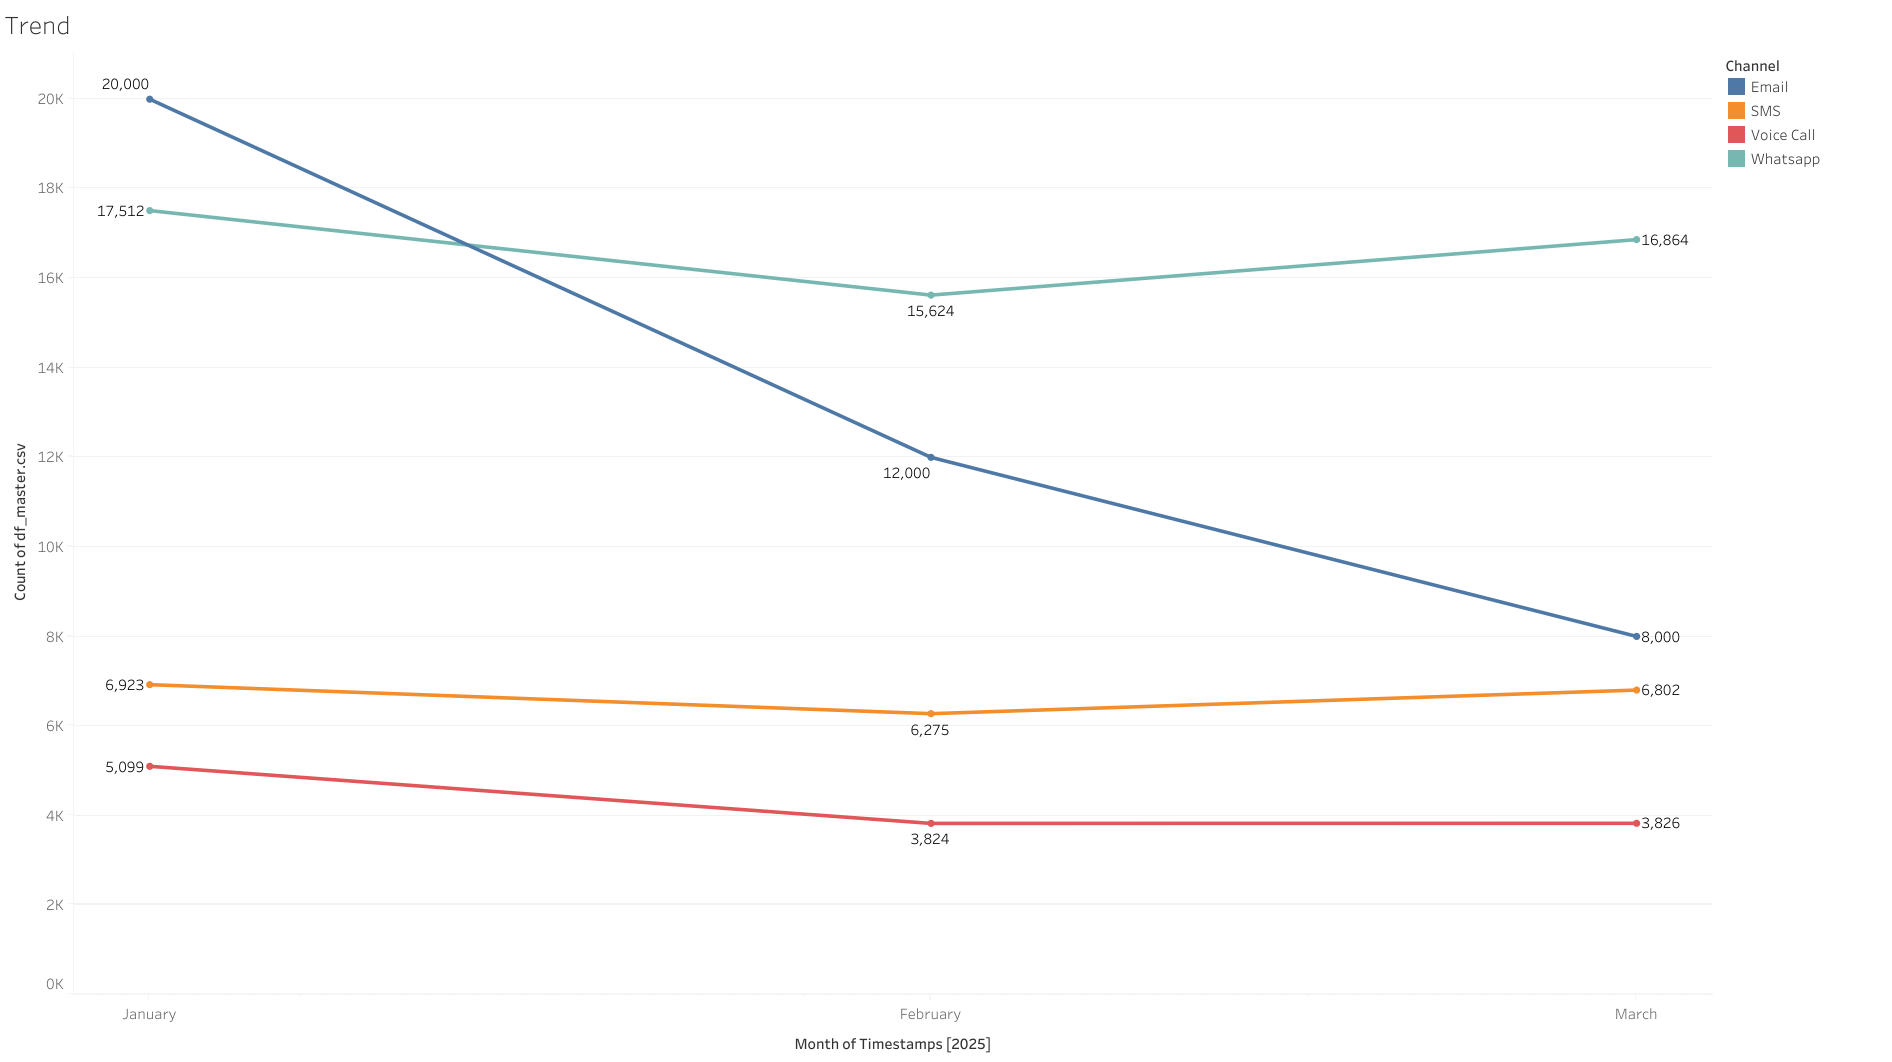 Trend
20,000
20K
18K
17,512
16,864
16K
15,624
14K
12K
12,000
10K
8K
8,000
6,923
6,802
6K
6,275
5,099
4K
3,824
3,826
2K
0K
Count of df_master.csv
January
February
March
Month of Timestamps [2025]
Channel
Email
SMS
Voice Call
Whatsapp